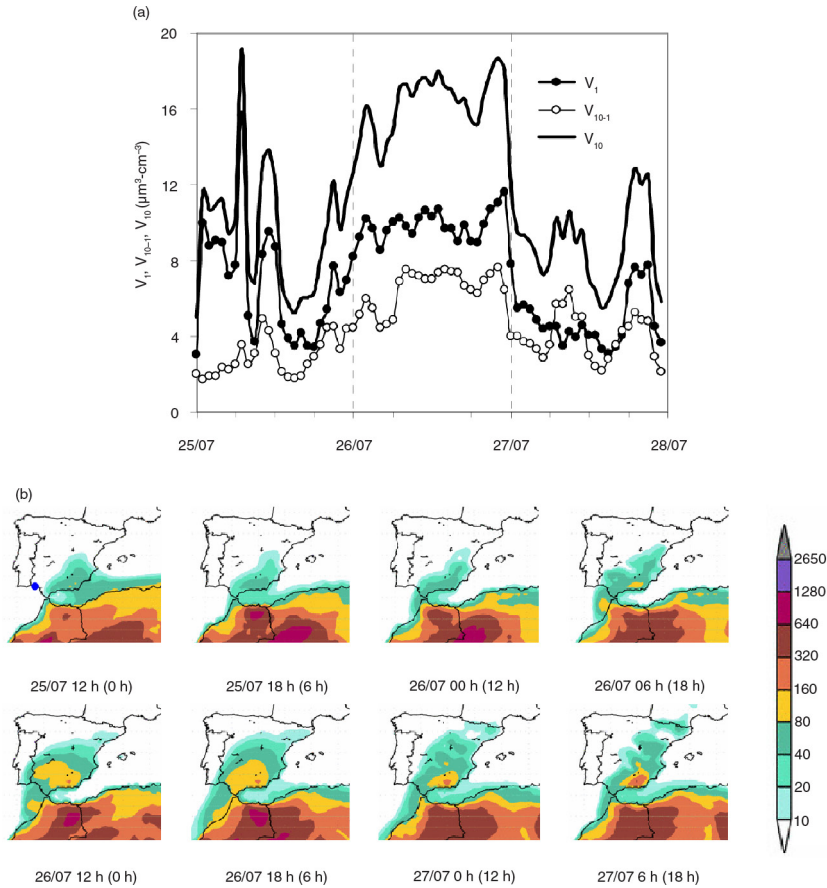 (a)
20
16
12
8
4
0
V₁, V₁₀₋₁, V₁₀ (µm³-cm⁻³)
V₁
V₁₀₋₁
V₁₀
25/07 26/07 27/07 28/07
(b)
25/07 12 h (0 h) 25/07 18 h (6 h) 26/07 00 h (12 h) 26/07 06 h (18 h)
26/07 12 h (0 h) 26/07 18 h (6 h) 27/07 0 h (12 h) 27/07 6 h (18 h)
2650
1280
640
320
160
80
40
20
10